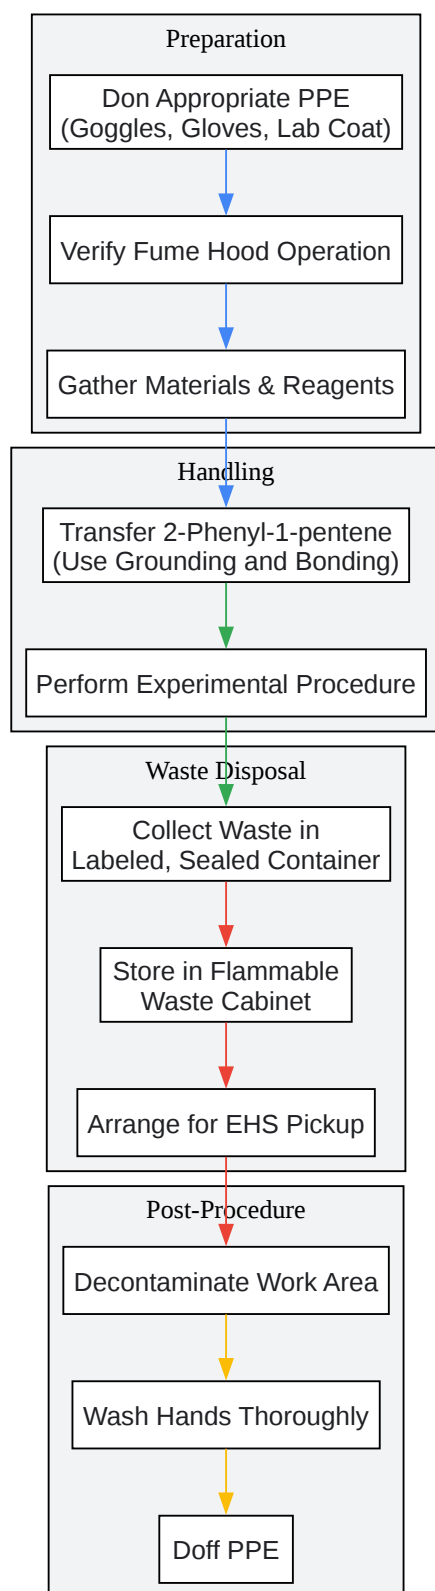 Preparation
Don Appropriate PPE
(Goggles, Gloves, Lab Coat)
Verify Fume Hood Operation
Gather Materials & Reagents
Handling
Transfer 2-Phenyl-1-pentene
(Use Grounding and Bonding)
Perform Experimental Procedure
Waste Disposal
Collect Waste in
Labeled, Sealed Container
Store in Flammable
Waste Cabinet
Arrange for EHS Pickup
Post-Procedure
Decontaminate Work Area
Wash Hands Thoroughly
Doff PPE